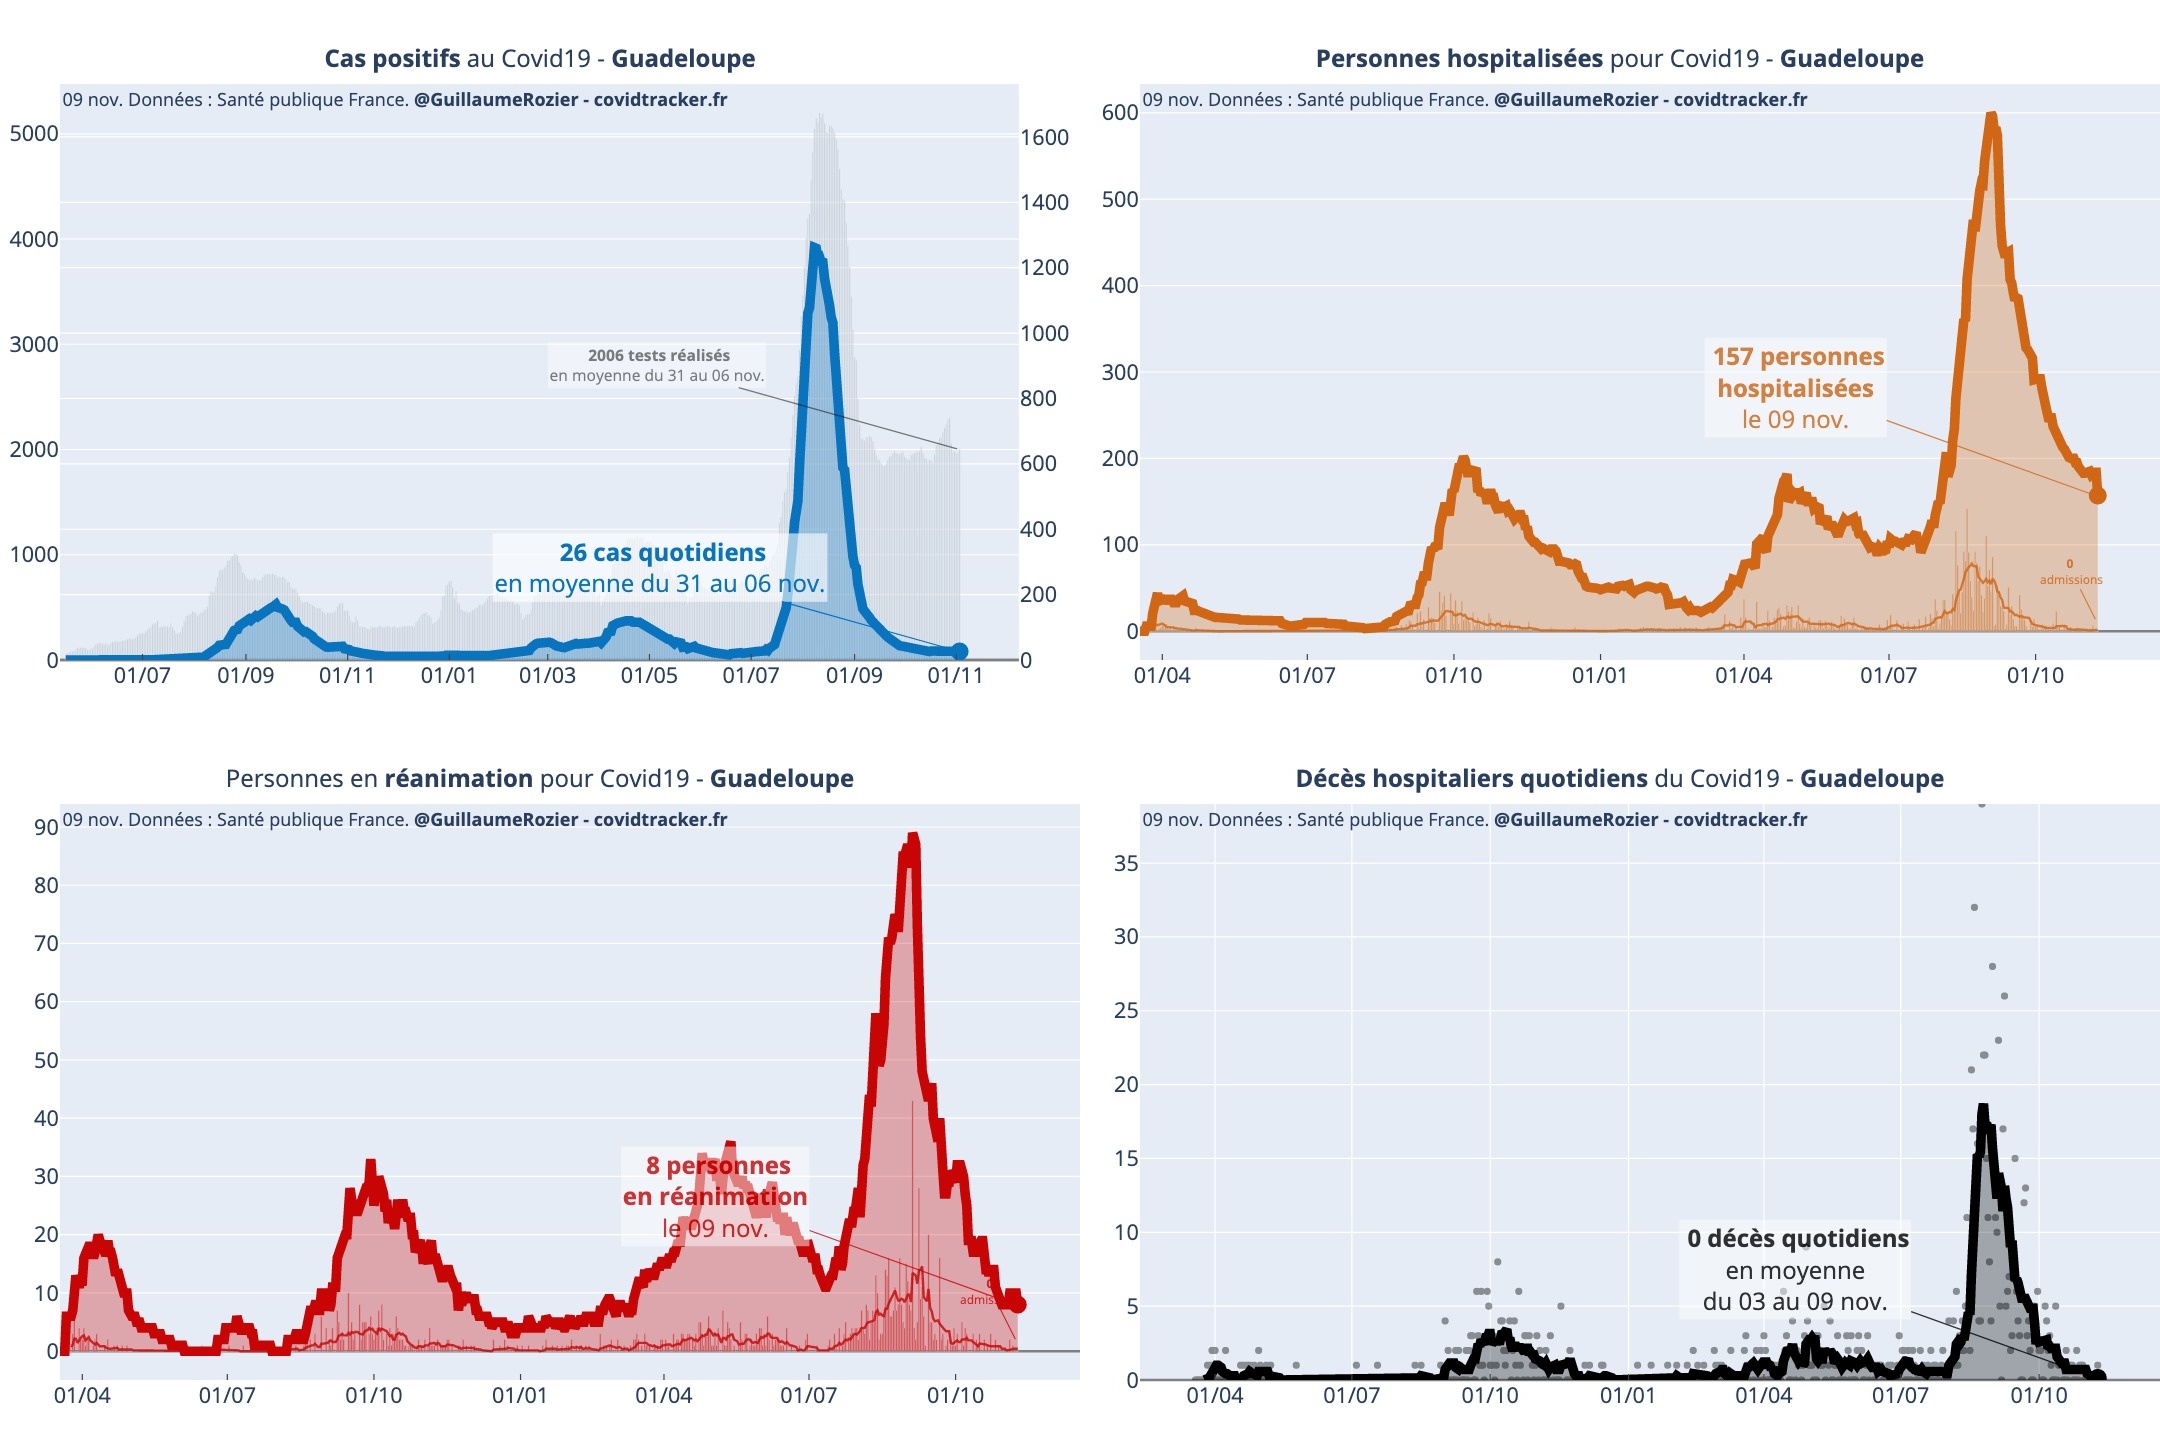 Cas positifs au Covid19 - Guadeloupe
09 nov. Données : Santé publique France. @GuillaumeRozier - covidtracker.fr
5000
4000
3000
2000
1000
0
1600
1400
1200
1000
800
600
400
200
0
2006 tests réalisés
en moyenne du 31 au 06 nov.
26 cas quotidiens
en moyenne du 31 au 06 nov.
01/07 01/09 01/11 01/01 01/03 01/05 01/07 01/09 01/11
Personnes hospitalisées pour Covid19 - Guadeloupe
09 nov. Données : Santé publique France. @GuillaumeRozier - covidtracker.fr
600
500
400
300
200
100
0
157 personnes
hospitalisées
le 09 nov.
0
admissions
01/04 01/07 01/10 01/01 01/04 01/07 01/10
Personnes en réanimation pour Covid19 - Guadeloupe
09 nov. Données : Santé publique France. @GuillaumeRozier - covidtracker.fr
90
80
70
60
50
40
30
20
10
0
8 personnes
en réanimation
le 09 nov.
01/04 01/07 01/10 01/01 01/04 01/07 01/10
Décès hospitaliers quotidiens du Covid19 - Guadeloupe
09 nov. Données : Santé publique France. @GuillaumeRozier - covidtracker.fr
35
30
25
20
15
10
5
0
0 décès quotidiens
en moyenne
du 03 au 09 nov.
01/04 01/07 01/10 01/01 01/04 01/07 01/10